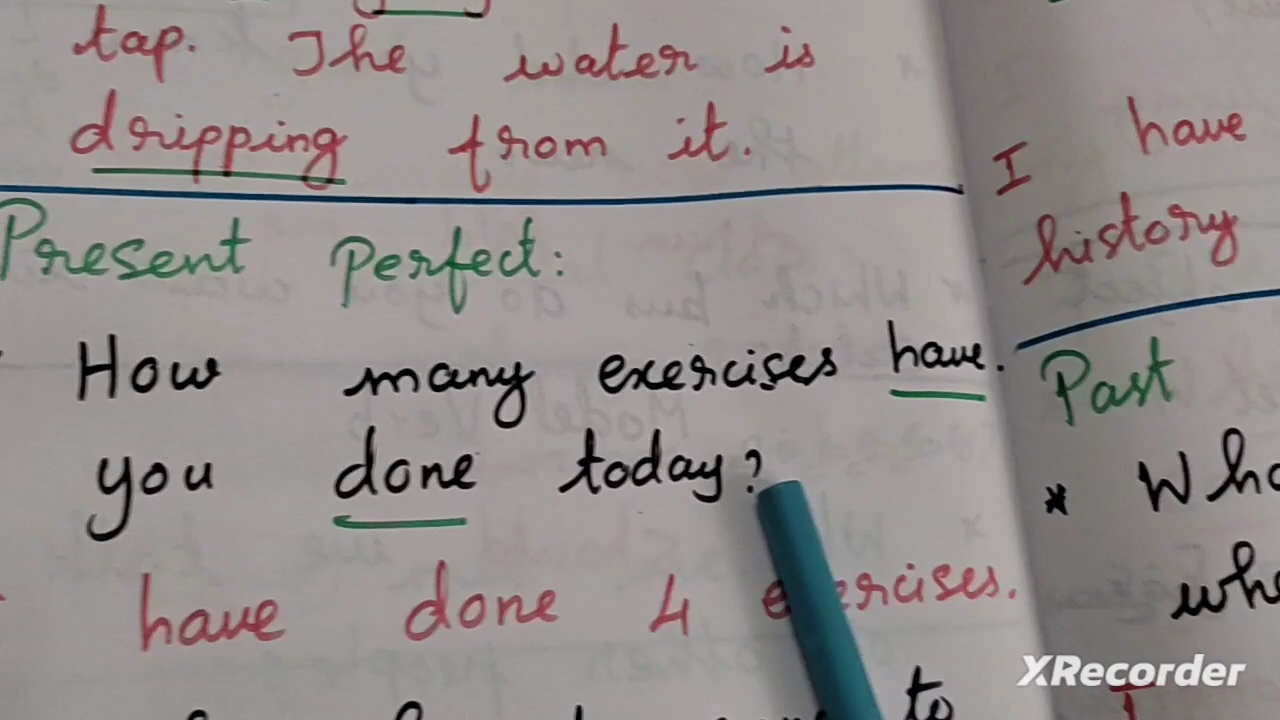 tap. The water is
dripping from it.
Present Perfect:
How many exercises have.
you done today?
have done 4 exercises.
to
I have
history
Past
* 
XRecorder